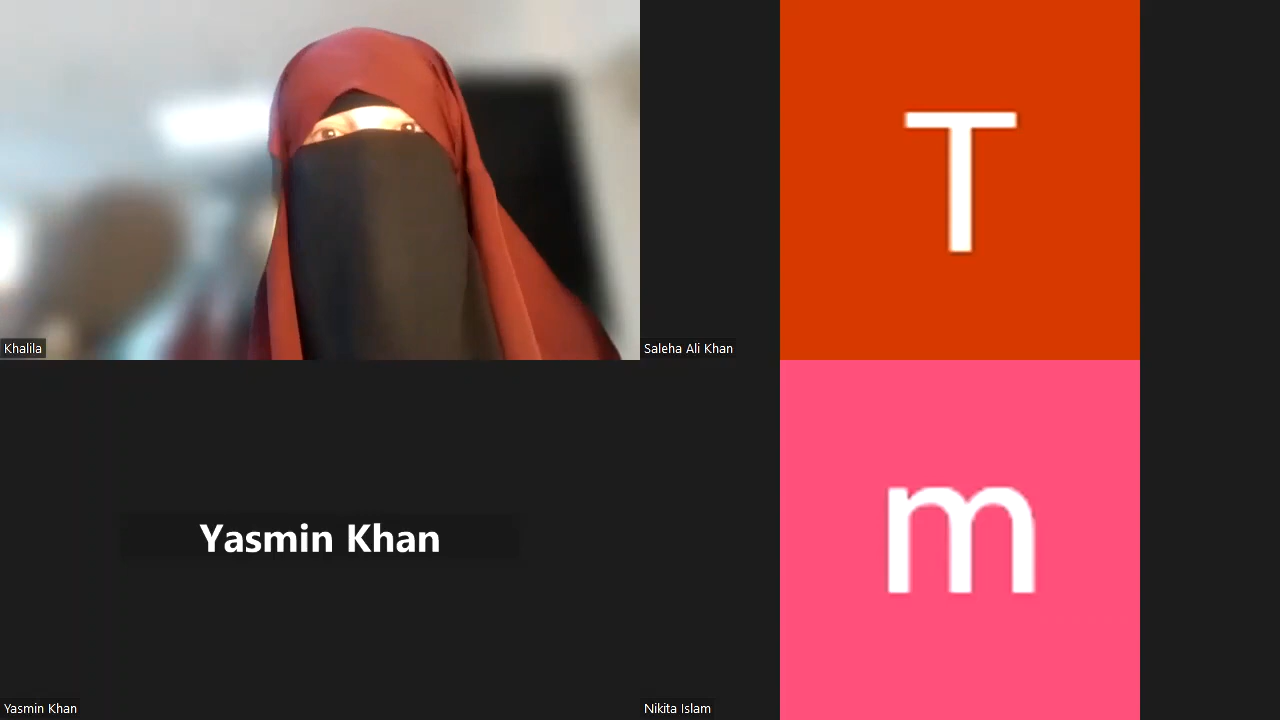 Khalila
T
Saleha Ali Khan
Yasmin Khan
Yasmin Khan
m
Nikita Islam